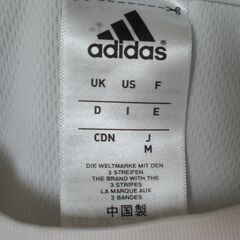 adidas
UK US F
D I E
CDN J
M
DIE WELTMARKE MIT DEN
3 STREIFEN
THE BRAND WITH THE
3 STRIPES
LA MARQUE AUX
3 BANDES
中国製